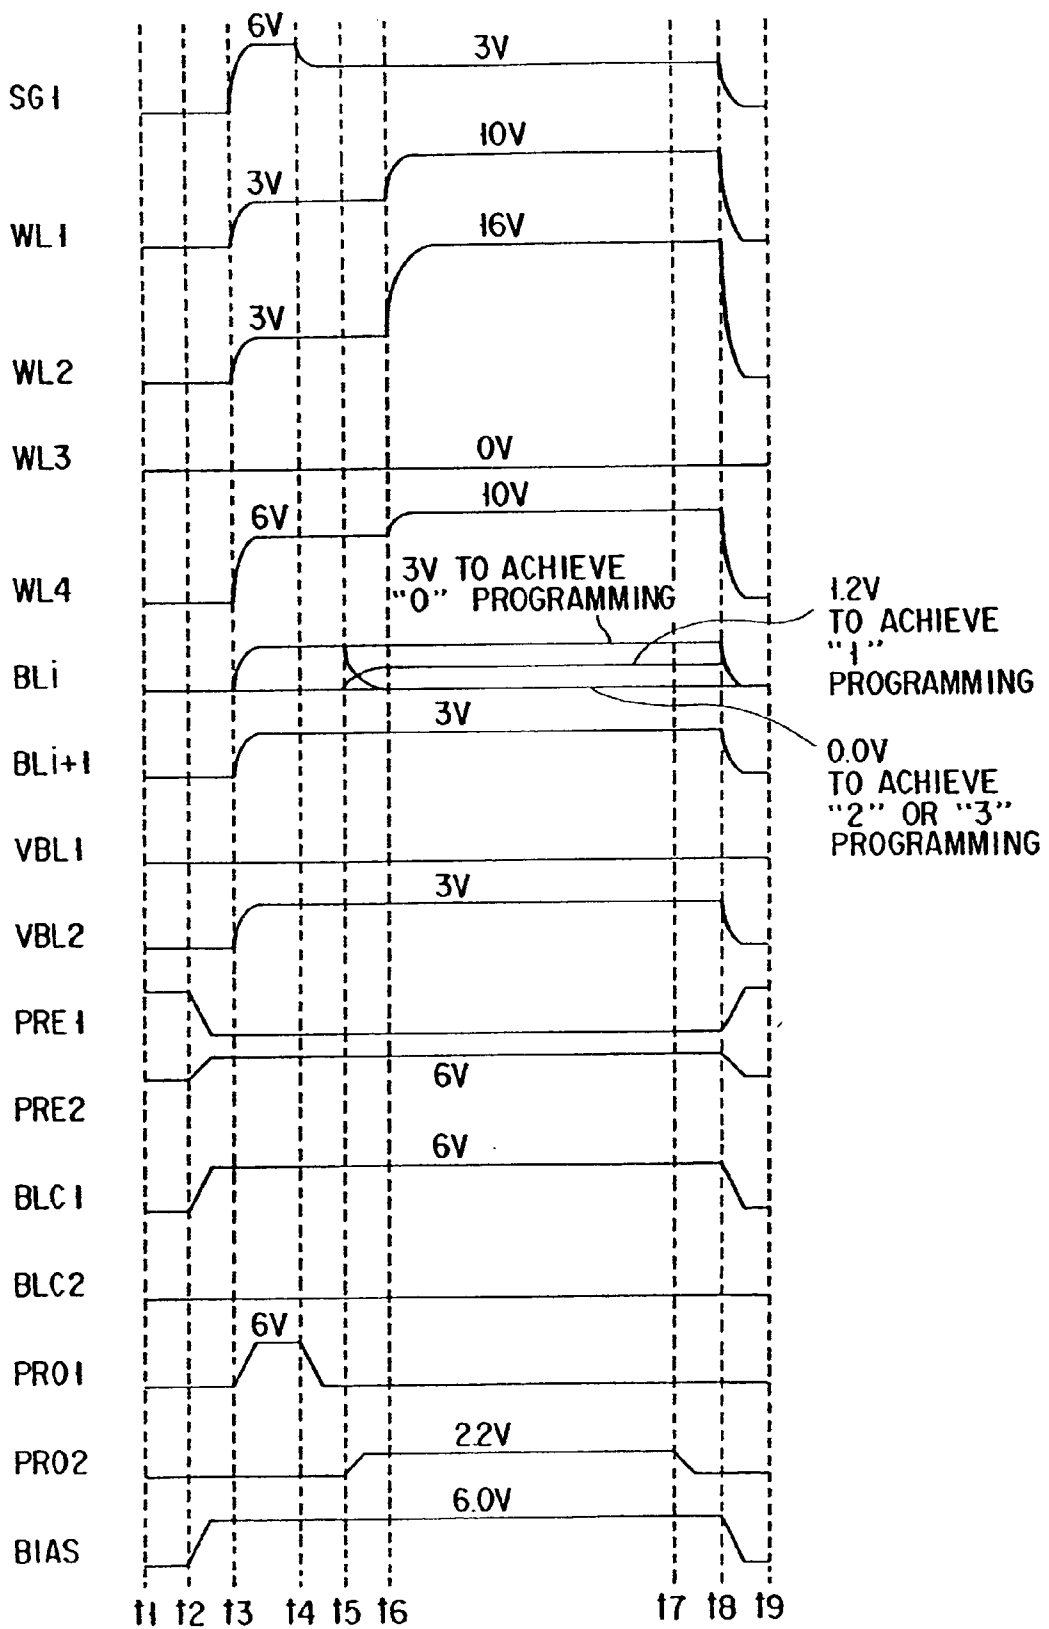 6V
3V
SG1
10V
3V
WL1
16V
3V
WL2
0V
WL3
10V
6V
WL4
3V TO ACHIEVE
"0" PROGRAMMING
1.2V
TO ACHIEVE
"1"
PROGRAMMING
BLi
3V
BLi+1
0.0V
TO ACHIEVE
"2" OR "3"
PROGRAMMING
VBL1
3V
VBL2
PRE1
6V
PRE2
6V
BLC1
BLC2
6V
PRO1
2.2V
PRO2
6.0V
BIAS
t1 t2 t3 t4 t5 t6 t7 t8 t9